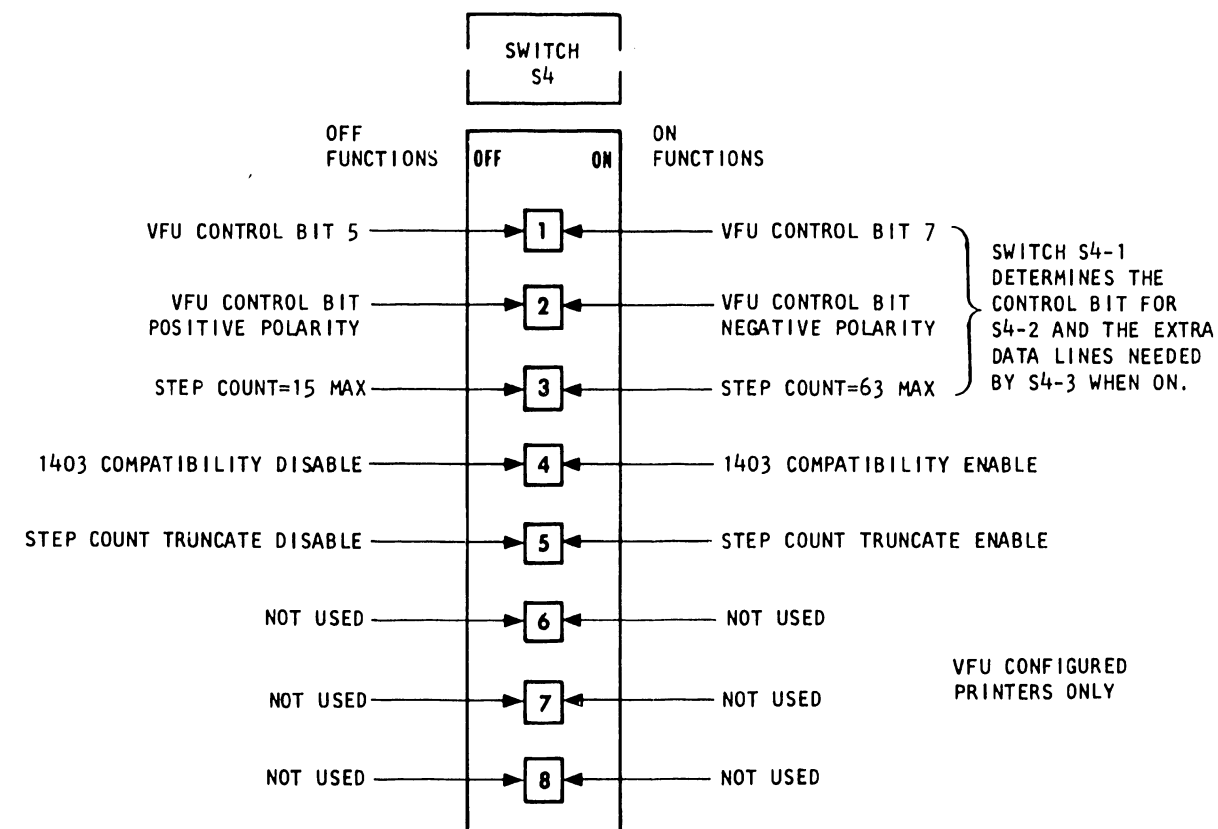 SWITCH
S4
OFF
FUNCTIONS
OFF
ON
ON
FUNCTIONS
VFU CONTROL BIT 5
1
VFU CONTROL BIT 7
VFU CONTROL BIT
POSITIVE POLARITY
2
VFU CONTROL BIT
NEGATIVE POLARITY
STEP COUNT=15 MAX
3
STEP COUNT=63 MAX
SWITCH S4-1
DETERMINES THE
CONTROL BIT FOR
S4-2 AND THE EXTRA
DATA LINES NEEDED
BY S4-3 WHEN ON.
1403 COMPATIBILITY DISABLE
4
1403 COMPATIBILITY ENABLE
STEP COUNT TRUNCATE DISABLE
5
STEP COUNT TRUNCATE ENABLE
NOT USED
6
NOT USED
VFU CONFIGURED
PRINTERS ONLY
NOT USED
7
NOT USED
NOT USED
8
NOT USED